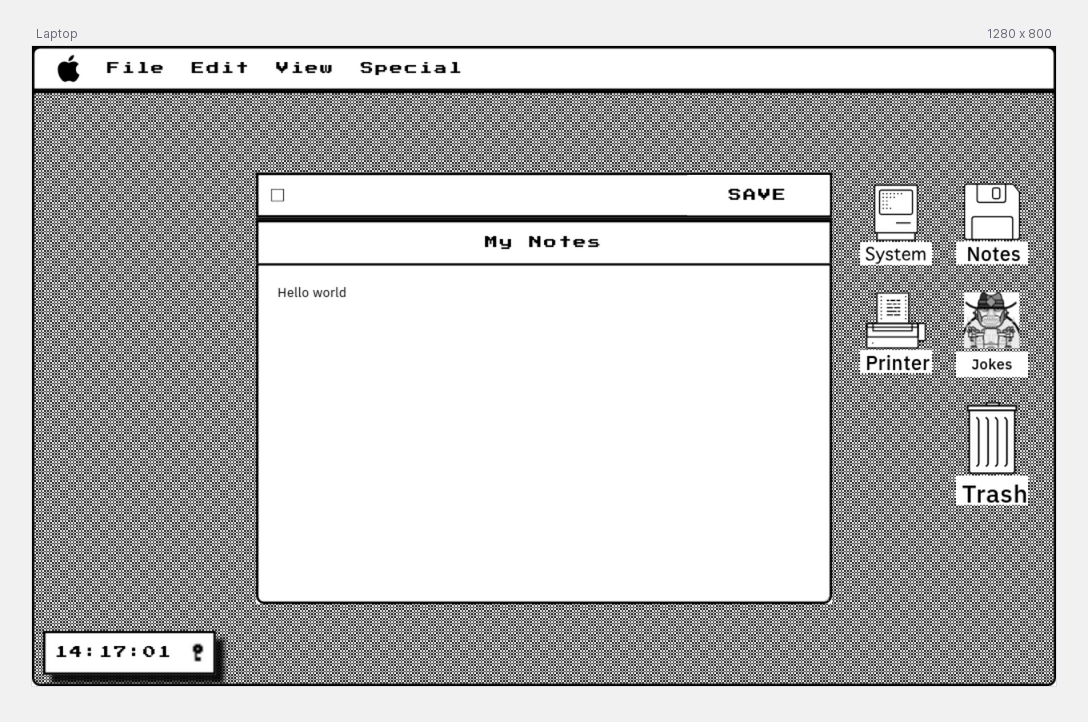 Laptop
1280 x 800
File Edit View Special
SAVE
My Notes
Hello world
System
Notes
Printer
Jokes
Trash
14:17:01